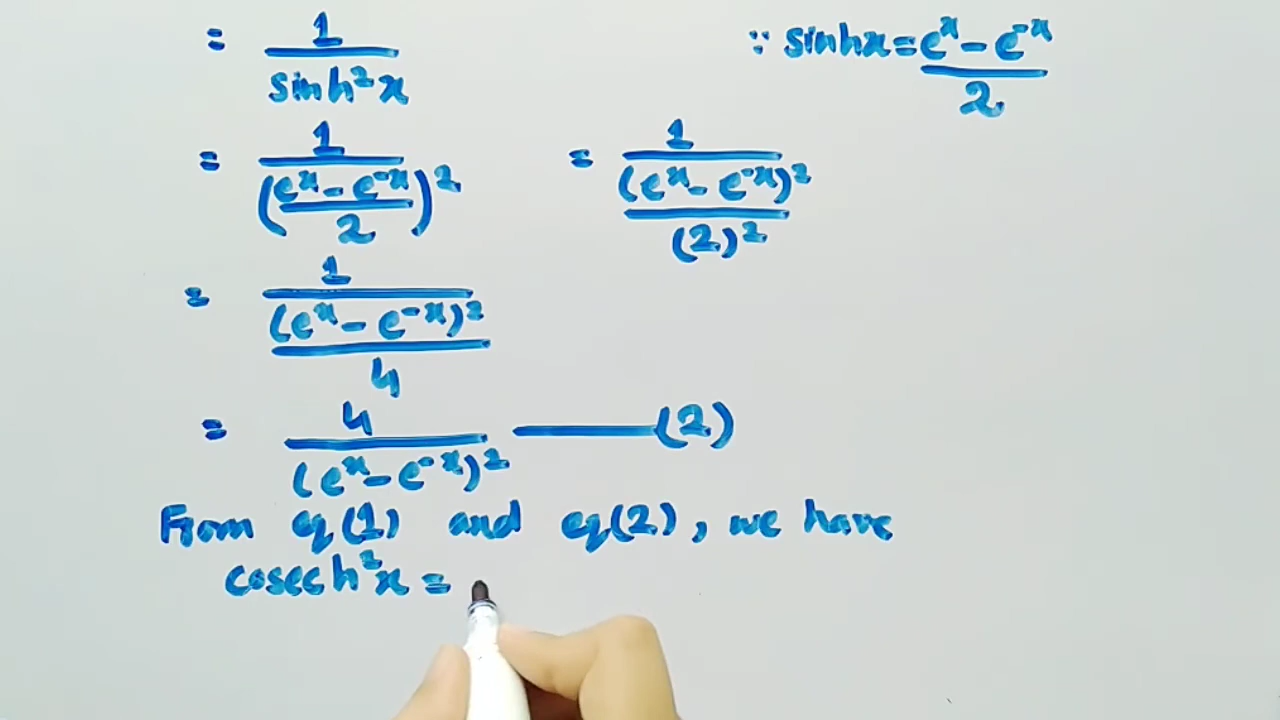 = 1/sinh²x ∵ sinhx = (eˣ - e⁻ˣ)/2
= 1/((eˣ - e⁻ˣ)/2)² = 1/((eˣ - e⁻ˣ)²/(2)²)
= 1/((eˣ - e⁻ˣ)²/4)
= 4/(eˣ - e⁻ˣ)² ——— (2)
From eq(1) and eq(2), we have
cosech²x =